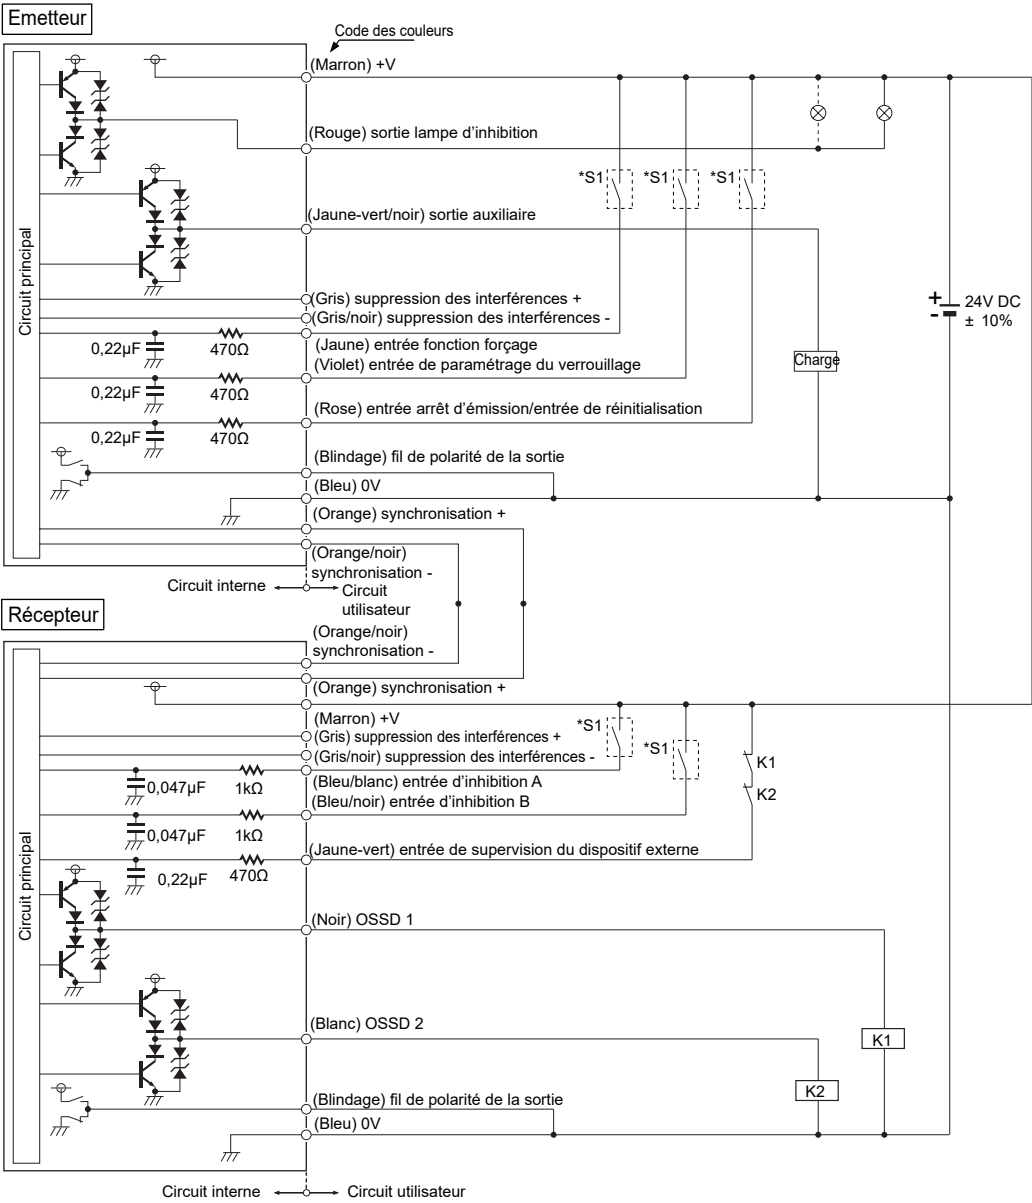 Emetteur
Code des couleurs
(Marron) +V
(Rouge) sortie lampe d'inhibition
*S1 *S1 *S1
(Jaune-vert/noir) sortie auxiliaire
Circuit principal
(Gris) suppression des interférences +
(Gris/noir) suppression des interférences -
+
-
24V DC
± 10%
0,22µF 470Ω
(Jaune) entrée fonction forçage
(Violet) entrée de paramétrage du verrouillage
Charge
0,22µF 470Ω
(Rose) entrée arrêt d'émission/entrée de réinitialisation
0,22µF 470Ω
(Blindage) fil de polarité de la sortie
(Bleu) 0V
(Orange) synchronisation +
(Orange/noir)
synchronisation -
Circuit interne
Circuit
utilisateur
Récepteur
(Orange/noir)
synchronisation -
(Orange) synchronisation +
(Marron) +V
*S1
(Gris) suppression des interférences +
*S1
(Gris/noir) suppression des interférences -
K1
0,047µF 1kΩ
(Bleu/blanc) entrée d'inhibition A
K2
(Bleu/noir) entrée d'inhibition B
0,047µF 1kΩ
(Jaune-vert) entrée de supervision du dispositif externe
0,22µF 470Ω
Circuit principal
(Noir) OSSD 1
(Blanc) OSSD 2
K1
K2
(Blindage) fil de polarité de la sortie
(Bleu) 0V
Circuit interne
Circuit utilisateur